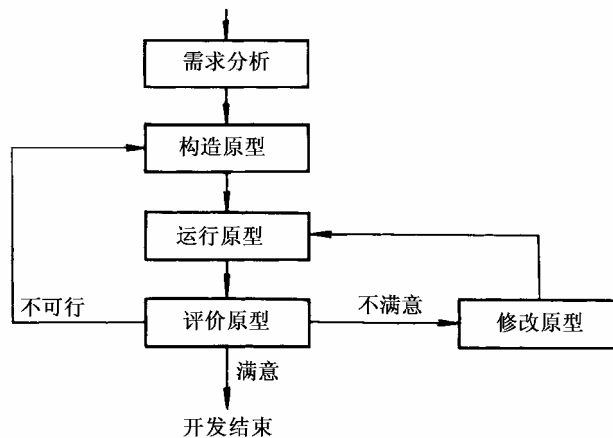 需求分析
构造原型
运行原型
不可行
评价原型
不满意
修改原型
满意
开发结束